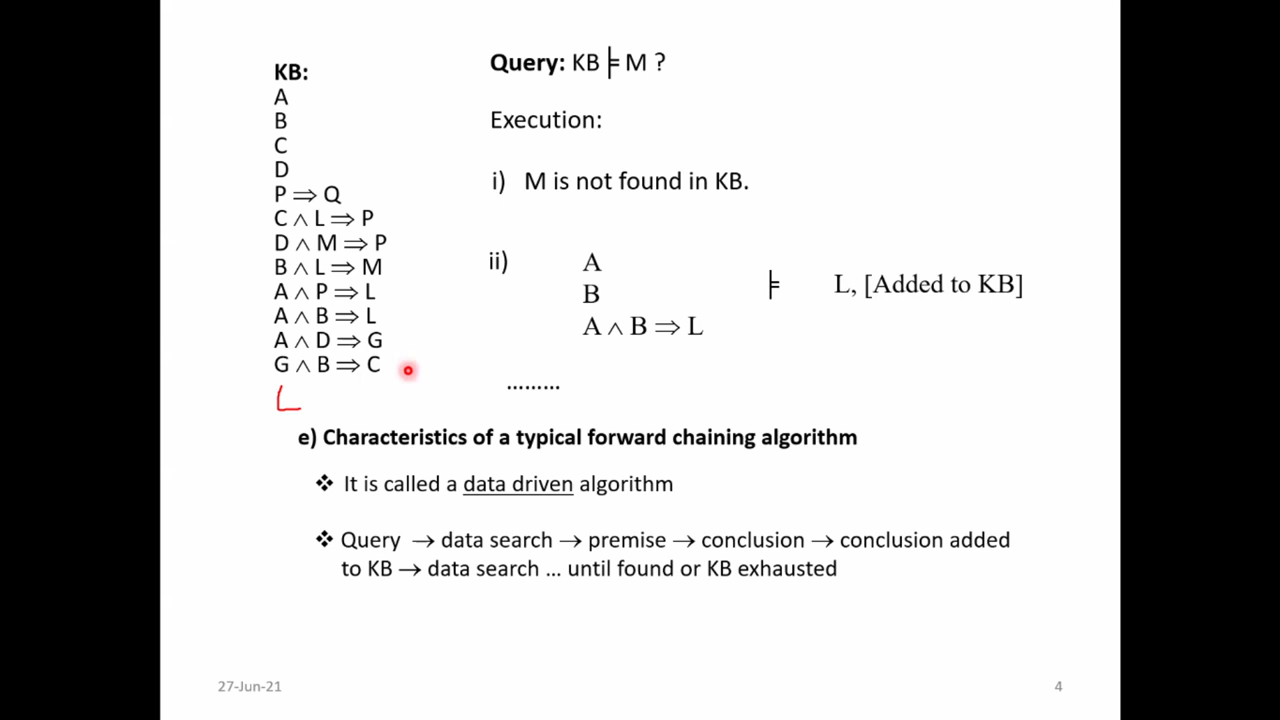 KB:
A
B
C
D
P ⇒ Q
C ∧ L ⇒ P
D ∧ M ⇒ P
B ∧ L ⇒ M
A ∧ P ⇒ L
A ∧ B ⇒ L
A ∧ D ⇒ G
G ∧ B ⇒ C
L
Query: KB ⊧ M ?
Execution:
i) M is not found in KB.
ii) A
B
A ∧ B ⇒ L
⊧ L, [Added to KB]
.........
e) Characteristics of a typical forward chaining algorithm
❖ It is called a data driven algorithm
❖ Query → data search → premise → conclusion → conclusion added
to KB → data search ... until found or KB exhausted
27-Jun-21
4